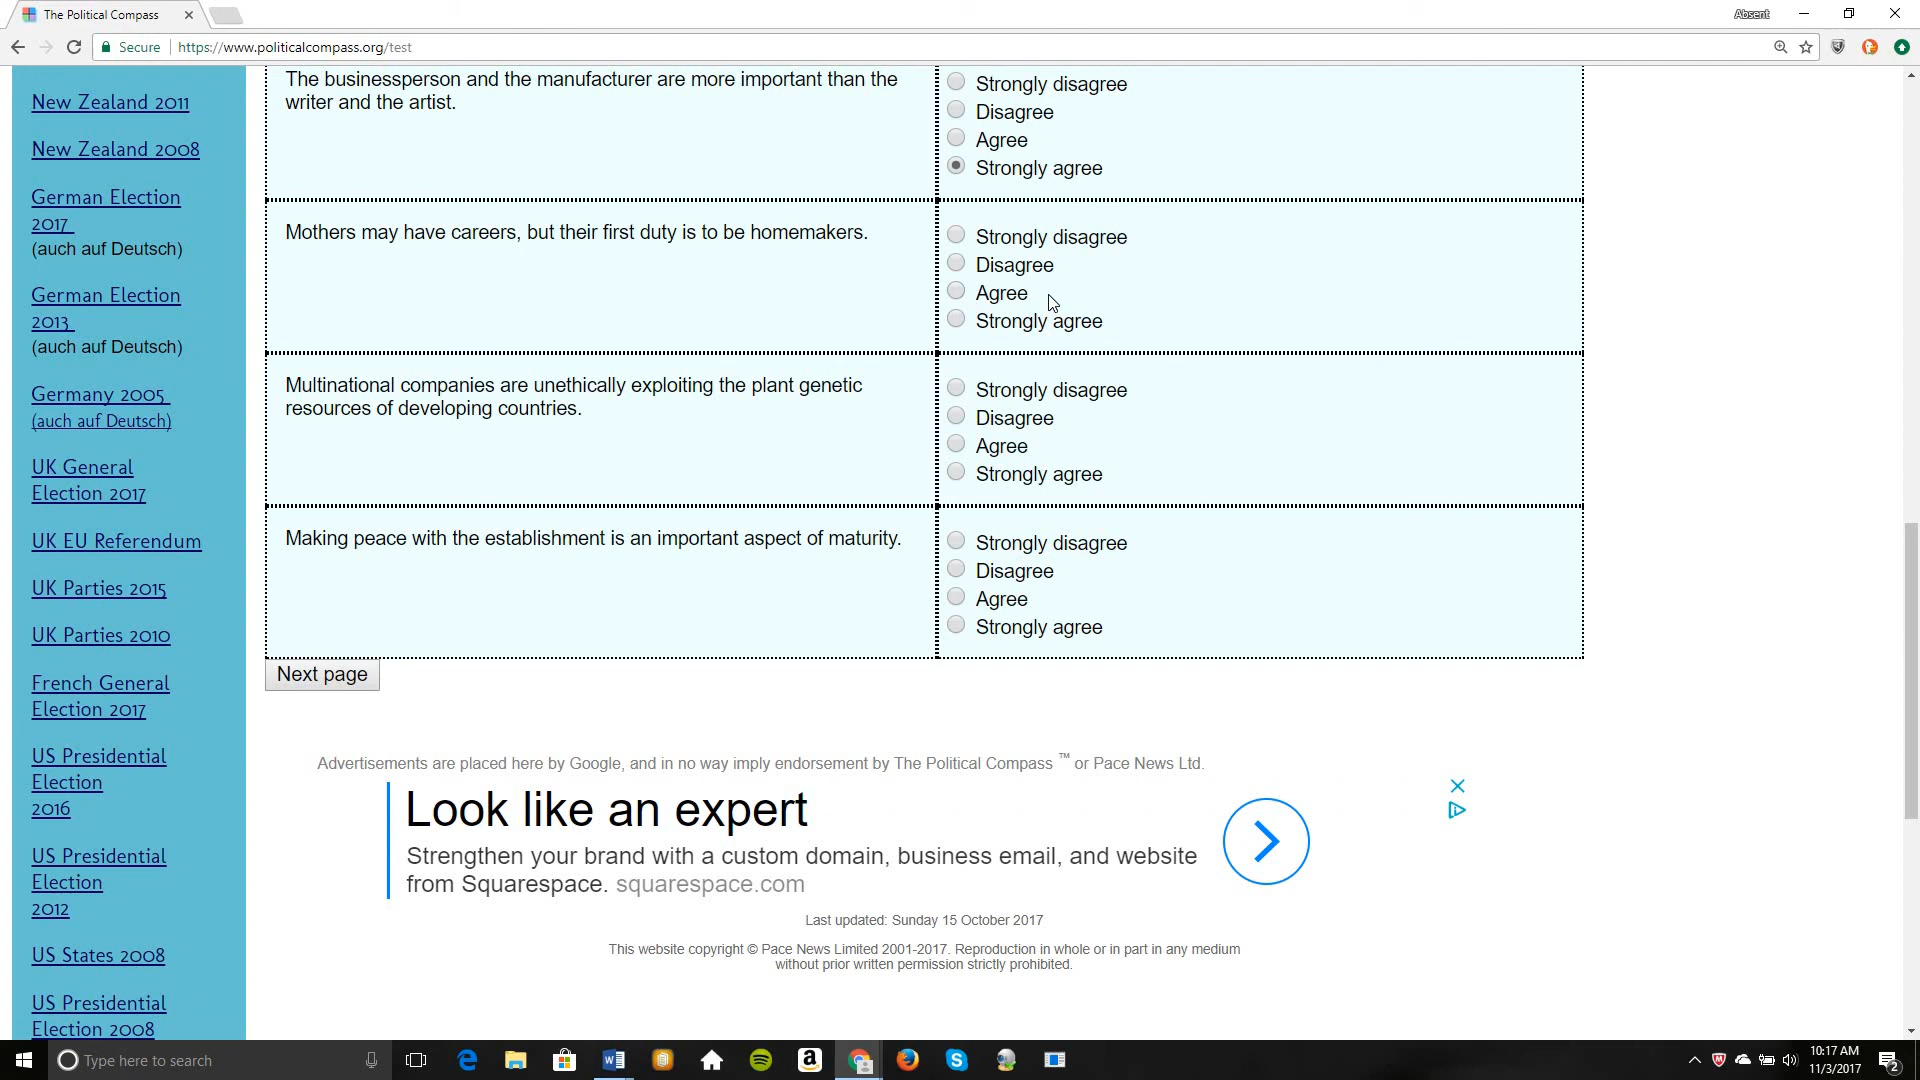 The Political Compass
Absent
Secure
https://www.politicalcompass.org/test
New Zealand 2011
New Zealand 2008
German Election
2017
(auch auf Deutsch)
German Election
2013
(auch auf Deutsch)
Germany 2005
(auch auf Deutsch)
UK General
Election 2017
UK EU Referendum
UK Parties 2015
UK Parties 2010
French General
Election 2017
US Presidential
Election
2016
US Presidential
Election
2012
US States 2008
US Presidential
Election 2008
The businessperson and the manufacturer are more important than the
writer and the artist.
Strongly disagree
Disagree
Agree
Strongly agree
Mothers may have careers, but their first duty is to be homemakers.
Strongly disagree
Disagree
Agree
Strongly agree
Multinational companies are unethically exploiting the plant genetic
resources of developing countries.
Strongly disagree
Disagree
Agree
Strongly agree
Making peace with the establishment is an important aspect of maturity.
Strongly disagree
Disagree
Agree
Strongly agree
Next page
Advertisements are placed here by Google, and in no way imply endorsement by The Political Compass ™ or Pace News Ltd.
Look like an expert
Strengthen your brand with a custom domain, business email, and website
from Squarespace. squarespace.com
Last updated: Sunday 15 October 2017
This website copyright © Pace News Limited 2001-2017. Reproduction in whole or in part in any medium
without prior written permission strictly prohibited.
Type here to search
10:17 AM
11/3/2017
2